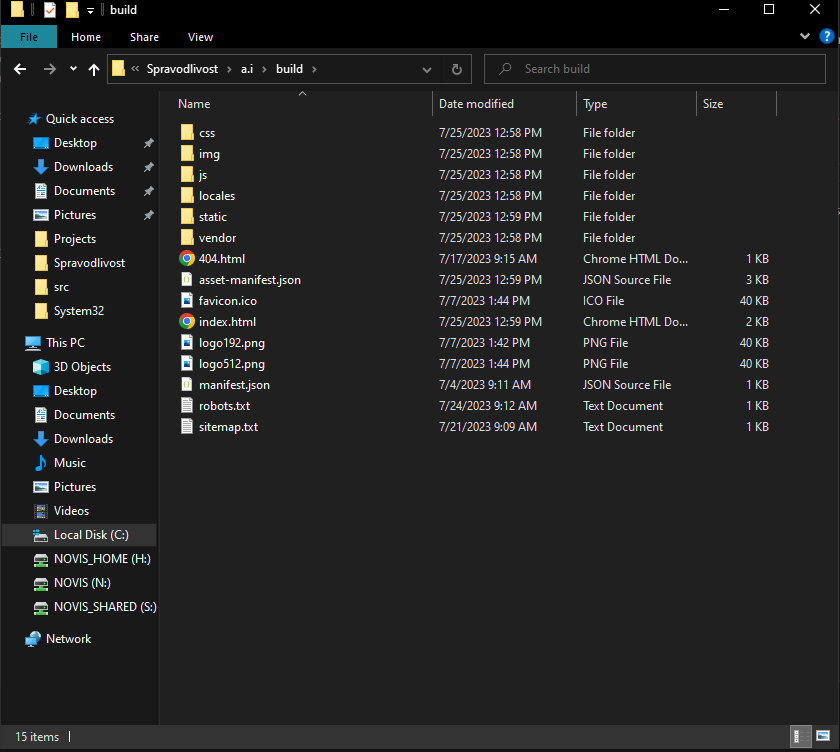 build
File Home Share View
?
« Spravodlivost › a.i › build ›
Search build
Name Date modified Type Size
css 7/25/2023 12:58 PM File folder
img 7/25/2023 12:58 PM File folder
js 7/25/2023 12:58 PM File folder
locales 7/25/2023 12:58 PM File folder
static 7/25/2023 12:59 PM File folder
vendor 7/25/2023 12:58 PM File folder
404.html 7/17/2023 9:15 AM Chrome HTML Do... 1 KB
asset-manifest.json 7/25/2023 12:59 PM JSON Source File 3 KB
favicon.ico 7/7/2023 1:44 PM ICO File 40 KB
index.html 7/25/2023 12:59 PM Chrome HTML Do... 2 KB
logo192.png 7/7/2023 1:42 PM PNG File 40 KB
logo512.png 7/7/2023 1:44 PM PNG File 40 KB
manifest.json 7/4/2023 9:11 AM JSON Source File 1 KB
robots.txt 7/24/2023 9:12 AM Text Document 1 KB
sitemap.txt 7/21/2023 9:09 AM Text Document 1 KB
Quick access
Desktop
Downloads
Documents
Pictures
Projects
Spravodlivost
src
System32
This PC
3D Objects
Desktop
Documents
Downloads
Music
Pictures
Videos
Local Disk (C:)
NOVIS_HOME (H:)
NOVIS (N:)
NOVIS_SHARED (S:)
Network
15 items